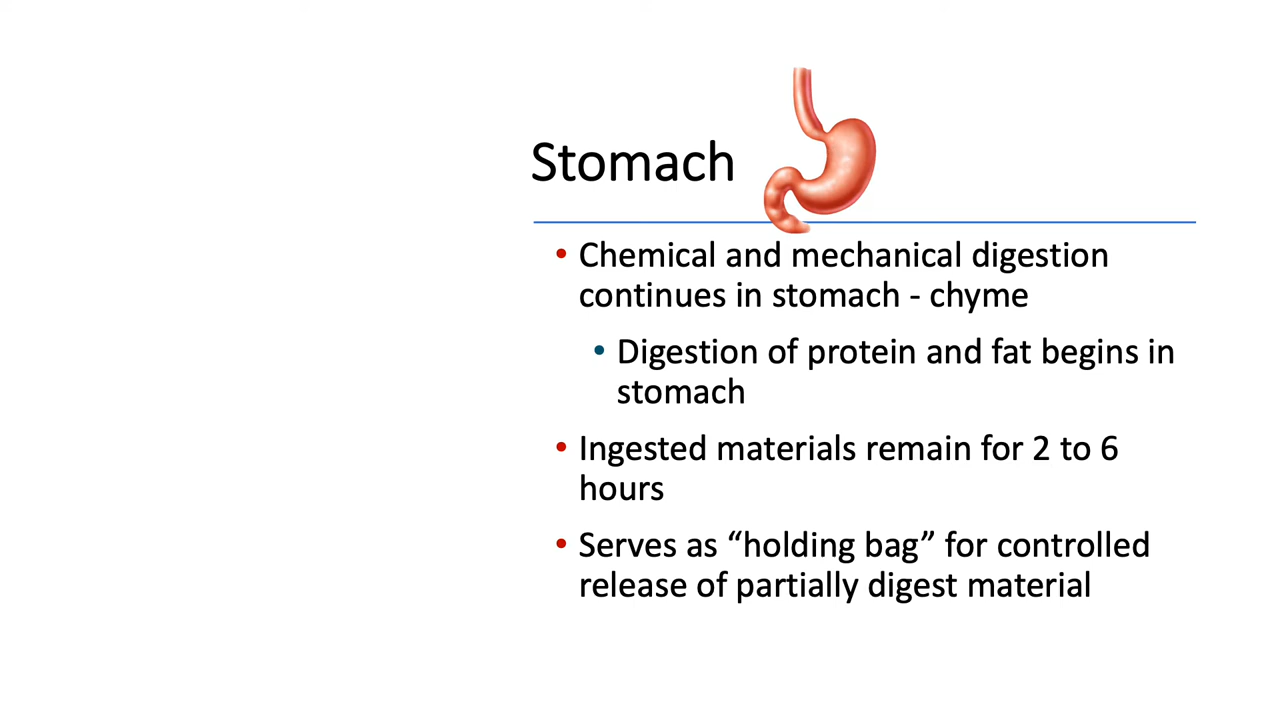 Stomach
• Chemical and mechanical digestion
continues in stomach - chyme
• Digestion of protein and fat begins in
stomach
• Ingested materials remain for 2 to 6
hours
• Serves as “holding bag” for controlled
release of partially digest material